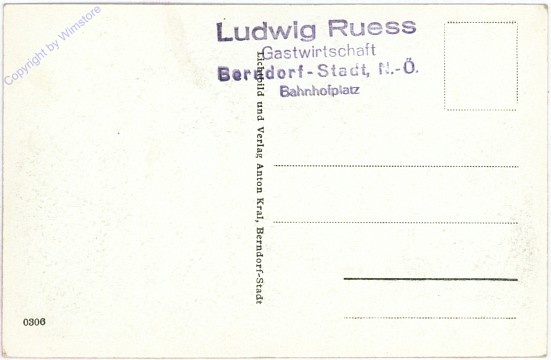 Copyright by Wimstore
Ludwig Ruess
Gastwirtschaft
Berndorf-Stadt, N.-Ö.
Bahnhofplatz
Lichtbild und Verlag Anton Kral, Berndorf-Stadt
0306